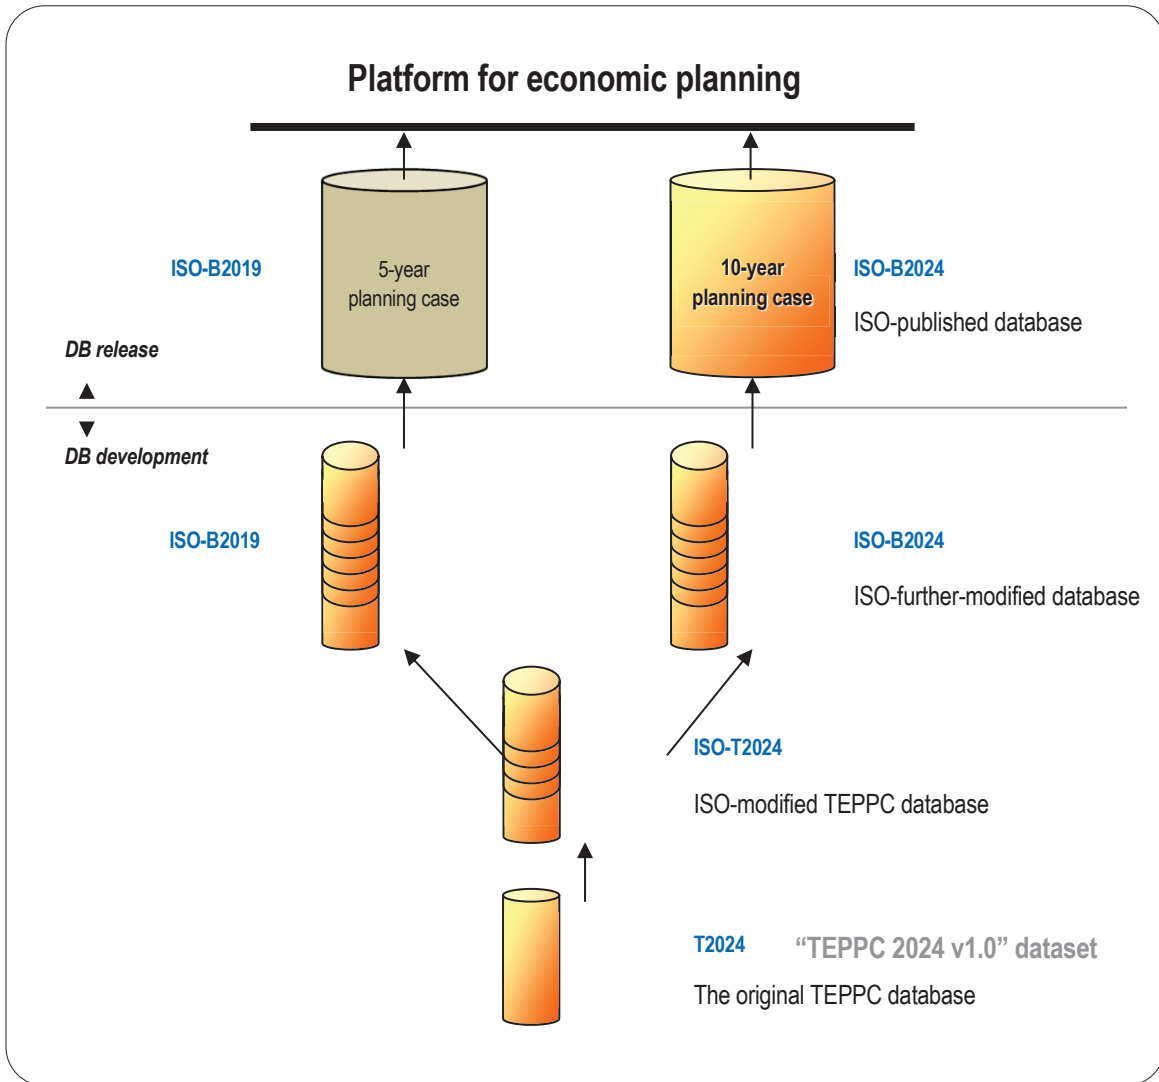 Platform for economic planning
ISO-B2019
5-year
planning case
10-year
planning case
ISO-B2024
ISO-published database
DB release
DB development
ISO-B2019
ISO-B2024
ISO-further-modified database
ISO-T2024
ISO-modified TEPPC database
T2024 “TEPPC 2024 v1.0” dataset
The original TEPPC database